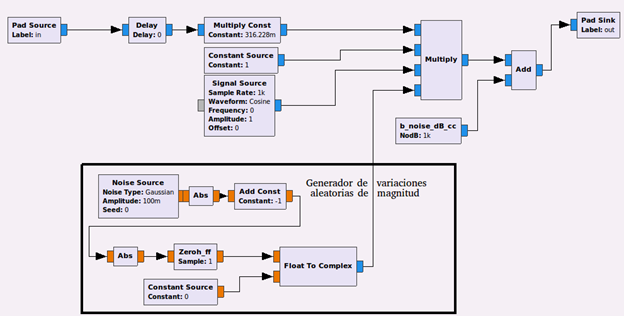 Pad Source
Label: in
Delay
Delay: 0
Multiply Const
Constant: 316.228m
Constant Source
Constant: 1
Signal Source
Sample Rate: 1k
Waveform: Cosine
Frequency: 0
Amplitude: 1
Offset: 0
Multiply
Add
Pad Sink
Label: out
b_noise_dB_cc
NodB: 1k
Generador de variaciones
aleatorias de magnitud
Noise Source
Noise Type: Gaussian
Amplitude: 100m
Seed: 0
Abs
Add Const
Constant: -1
Abs
Zeroh_ff
Sample: 1
Constant Source
Constant: 0
Float To Complex